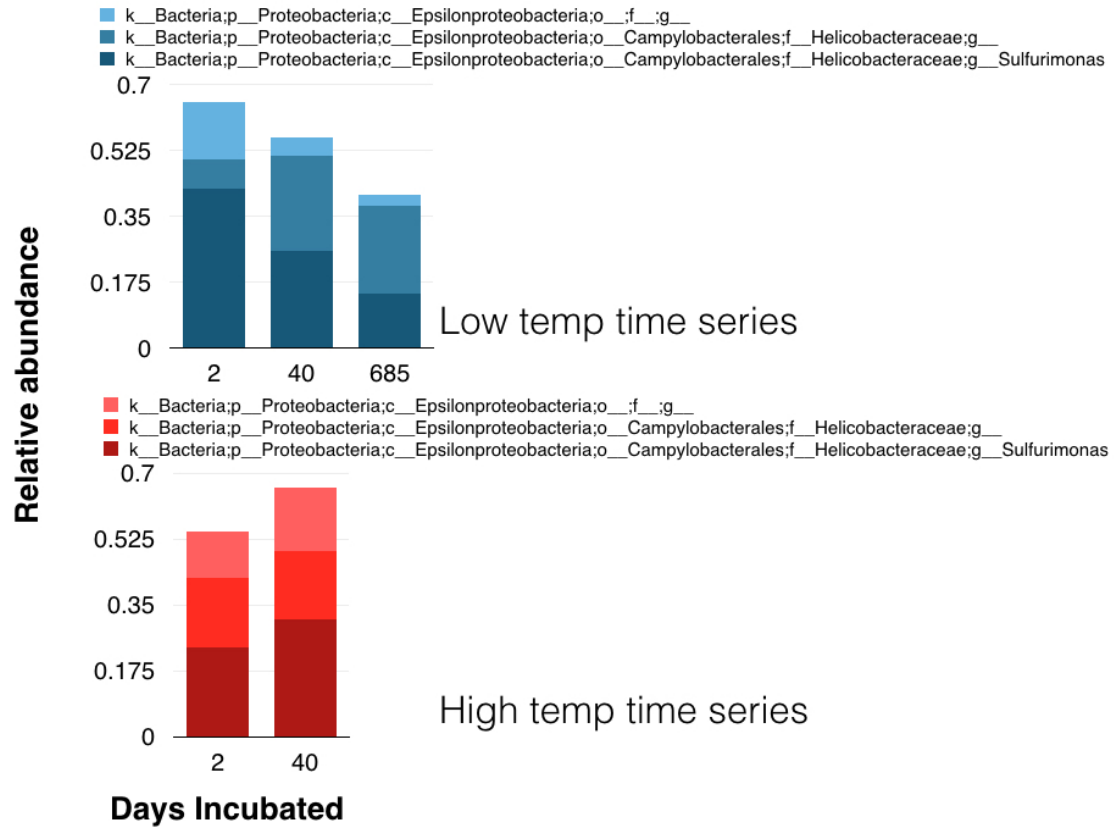 k__Bacteria;p__Proteobacteria;c__Epsilonproteobacteria;o__;f__;g__
k__Bacteria;p__Proteobacteria;c__Epsilonproteobacteria;o__Campylobacterales;f__Helicobacteraceae;g__
k__Bacteria;p__Proteobacteria;c__Epsilonproteobacteria;o__Campylobacterales;f__Helicobacteraceae;g__Sulfurimonas
0.7
0.525
0.35
0.175
0
2 40 685
Low temp time series
Relative abundance
k__Bacteria;p__Proteobacteria;c__Epsilonproteobacteria;o__;f__;g__
k__Bacteria;p__Proteobacteria;c__Epsilonproteobacteria;o__Campylobacterales;f__Helicobacteraceae;g__
k__Bacteria;p__Proteobacteria;c__Epsilonproteobacteria;o__Campylobacterales;f__Helicobacteraceae;g__Sulfurimonas
0.7
0.525
0.35
0.175
0
2 40
High temp time series
Days Incubated